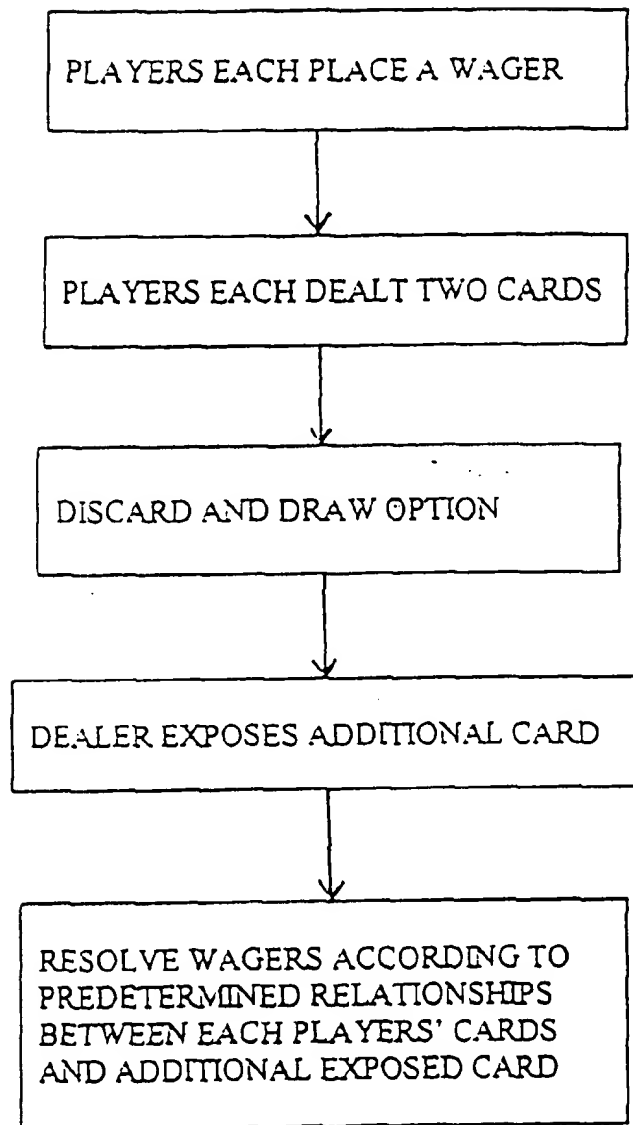 PLAYERS EACH PLACE A WAGER
PLAYERS EACH DEALT TWO CARDS
DISCARD AND DRAW OPTION
DEALER EXPOSES ADDITIONAL CARD
RESOLVE WAGERS ACCORDING TO
PREDETERMINED RELATIONSHIPS
BETWEEN EACH PLAYERS' CARDS
AND ADDITIONAL EXPOSED CARD